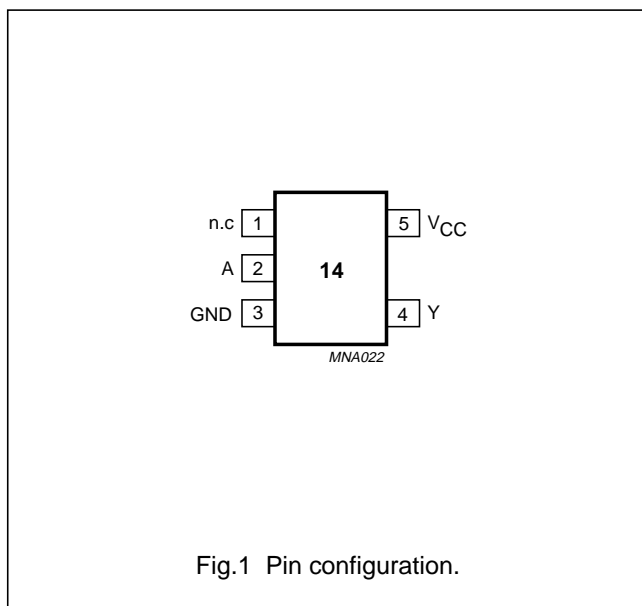 n.c 1 5 VCC
A 2 14
GND 3 4 Y
MNA022
Fig.1 Pin configuration.